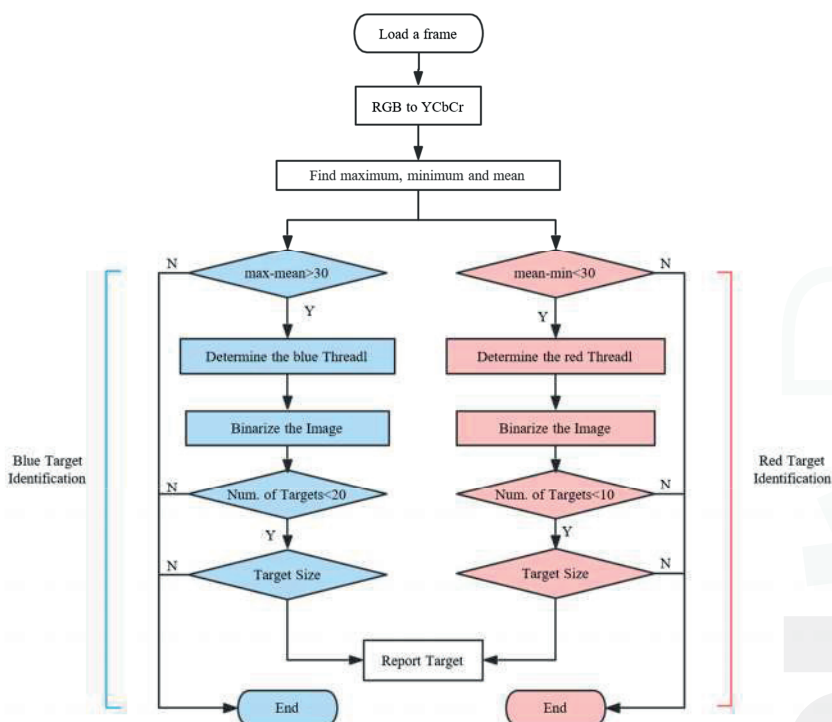 Load a frame
RGB to YCbCr
Find maximum, minimum and mean
N
max-mean>30
mean-min<30
N
Y
Y
Determine the blue Threadl
Determine the red Threadl
Binarize the Image
Binarize the Image
Blue Target
Identification
Red Target
Identification
N
Num. of Targets<20
Num. of Targets<10
N
Y
Y
N
Target Size
Target Size
N
Report Target
End
End